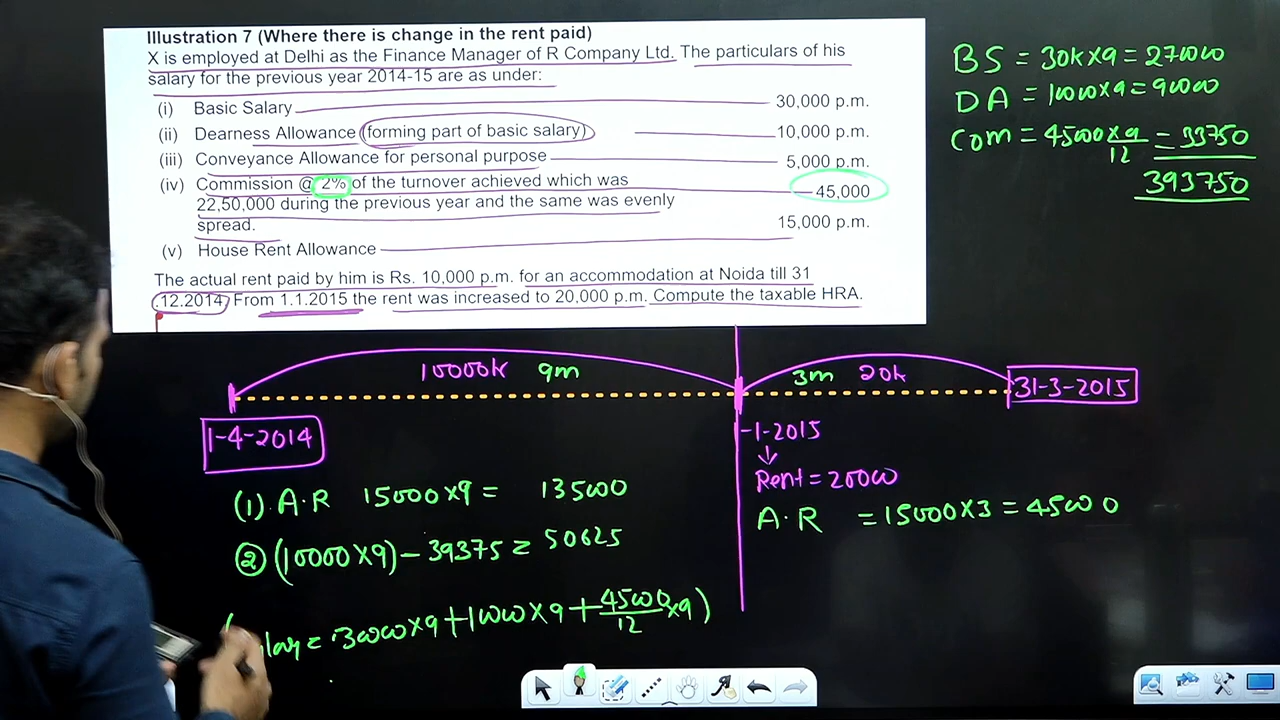 Illustration 7 (Where there is change in the rent paid)
X is employed at Delhi as the Finance Manager of R Company Ltd. The particulars of his
salary for the previous year 2014-15 are as under:
(i) Basic Salary 30,000 p.m.
(ii) Dearness Allowance (forming part of basic salary) 10,000 p.m.
(iii) Conveyance Allowance for personal purpose 5,000 p.m.
(iv) Commission @ 2% of the turnover achieved which was 45,000
22,50,000 during the previous year and the same was evenly
spread. 15,000 p.m.
(v) House Rent Allowance
The actual rent paid by him is Rs. 10,000 p.m. for an accommodation at Noida till 31
.12.2014 From 1.1.2015 the rent was increased to 20,000 p.m. Compute the taxable HRA.
BS = 30k×9 = 270000
DA = 10000×9 = 90000
Com = 45000×9/12 = 33750
393750
10000k 9m
3m 20k
1-4-2014
31-3-2015
-1-2015
↓
Rent = 20000
(1). A.R 15000×9 = 135000
② (10000×9) - 39375 = 50625
A.R = 15000×3 = 45000
= 30000×9 + 10000×9 + 45000/12 ×9)